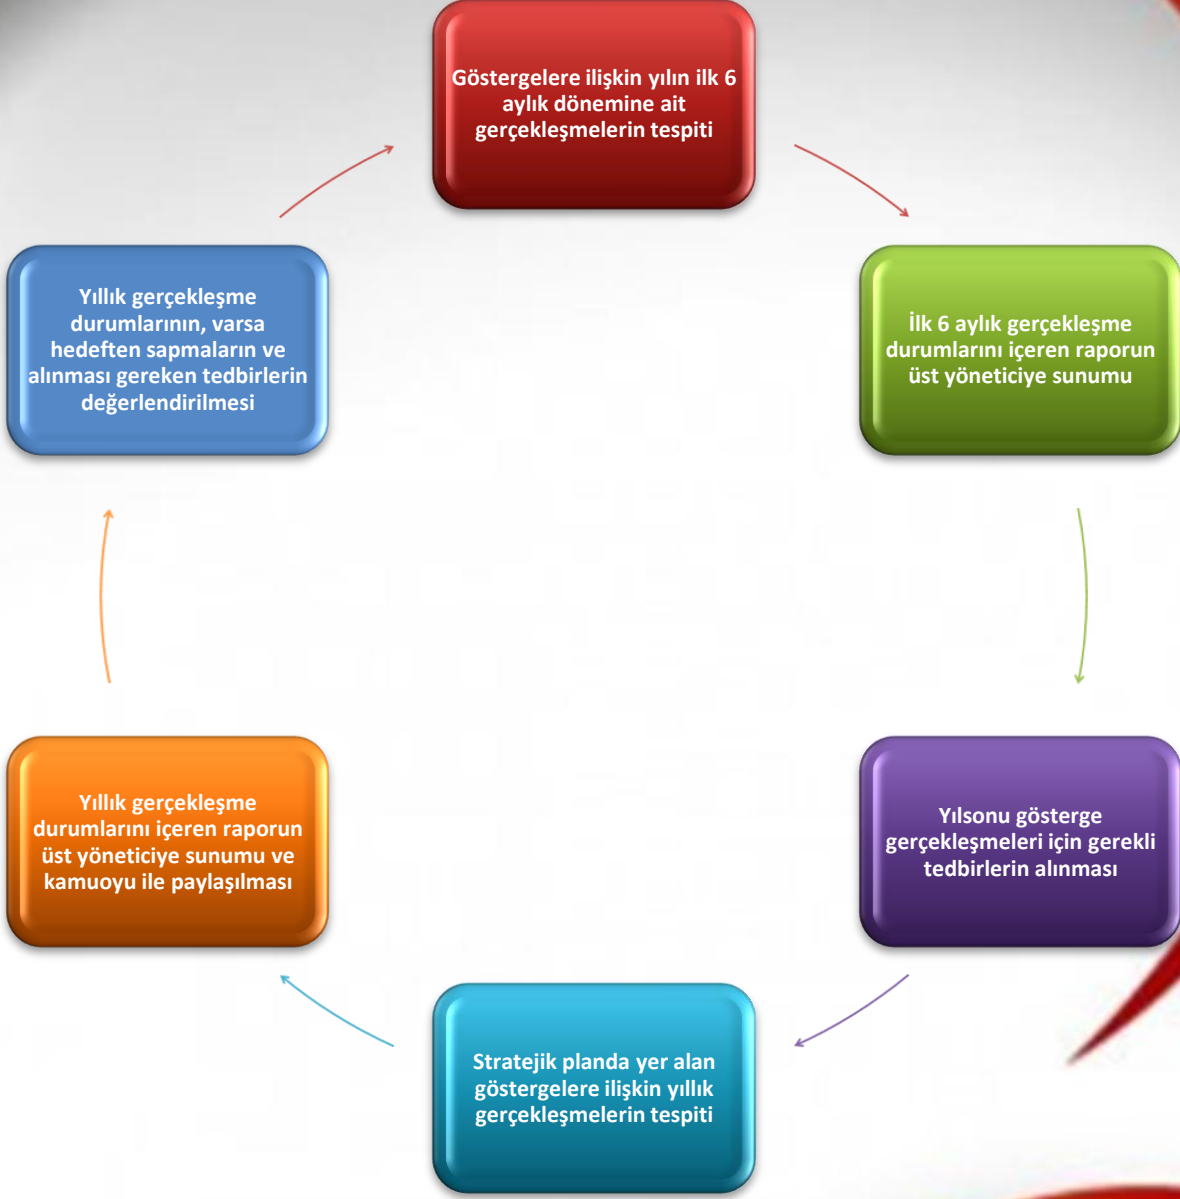 Göstergelere ilişkin yılın ilk 6
aylık dönemine ait
gerçekleşmelerin tespiti
İlk 6 aylık gerçekleşme
durumlarını içeren raporun
üst yöneticiye sunumu
Yılsonu gösterge
gerçekleşmeleri için gerekli
tedbirlerin alınması
Stratejik planda yer alan
göstergelere ilişkin yıllık
gerçekleşmelerin tespiti
Yıllık gerçekleşme
durumlarını içeren raporun
üst yöneticiye sunumu ve
kamuoyu ile paylaşılması
Yıllık gerçekleşme
durumlarının, varsa
hedeften sapmaların ve
alınması gereken tedbirlerin
değerlendirilmesi